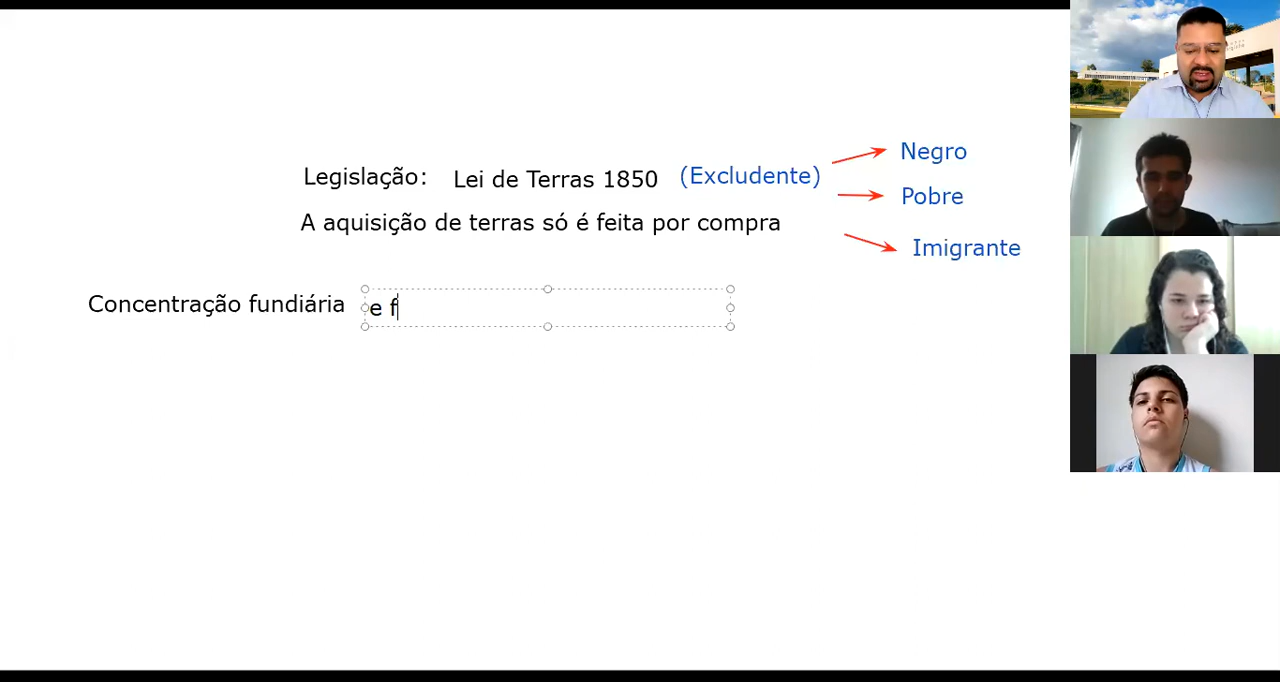 Legislação: Lei de Terras 1850 (Excludente)
A aquisição de terras só é feita por compra
Negro
Pobre
Imigrante
Concentração fundiária e f